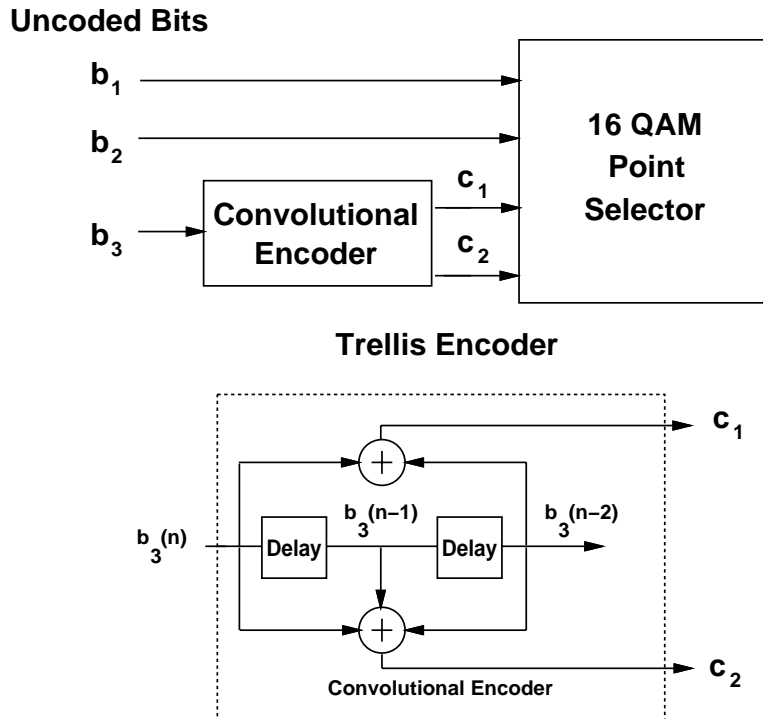 Uncoded Bits
b1
b2
b3
Convolutional
Encoder
c1
c2
16 QAM
Point
Selector
Trellis Encoder
b3(n)
Delay
b3(n−1)
Delay
b3(n−2)
+
+
c1
c2
Convolutional Encoder